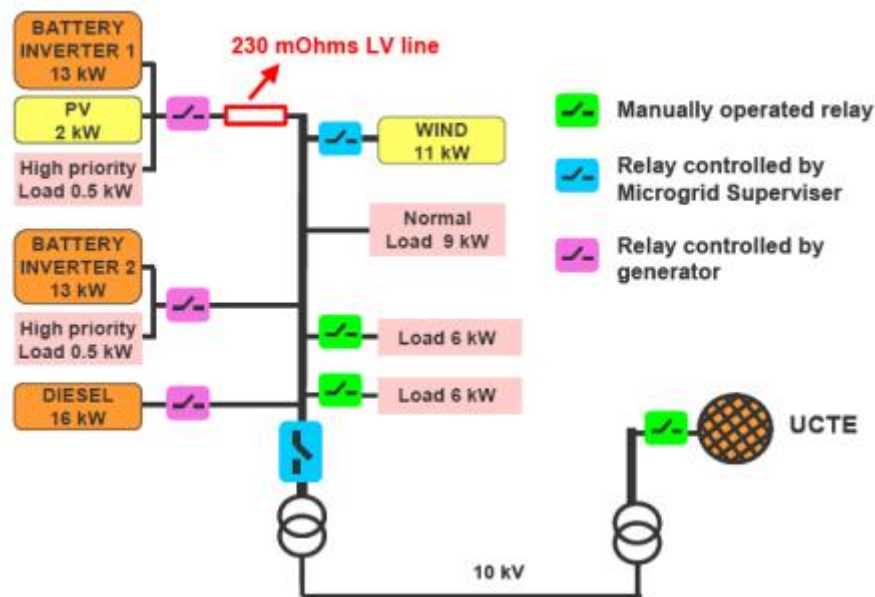 BATTERY
INVERTER 1
13 kW
230 mOhms LV line
PV
2 kW
High priority
Load 0.5 kW
WIND
11 kW
Normal
Load 9 kW
BATTERY
INVERTER 2
13 kW
High priority
Load 0.5 kW
Load 6 kW
Load 6 kW
DIESEL
16 kW
Manually operated relay
Relay controlled by
Microgrid Superviser
Relay controlled by
generator
UCTE
10 kV